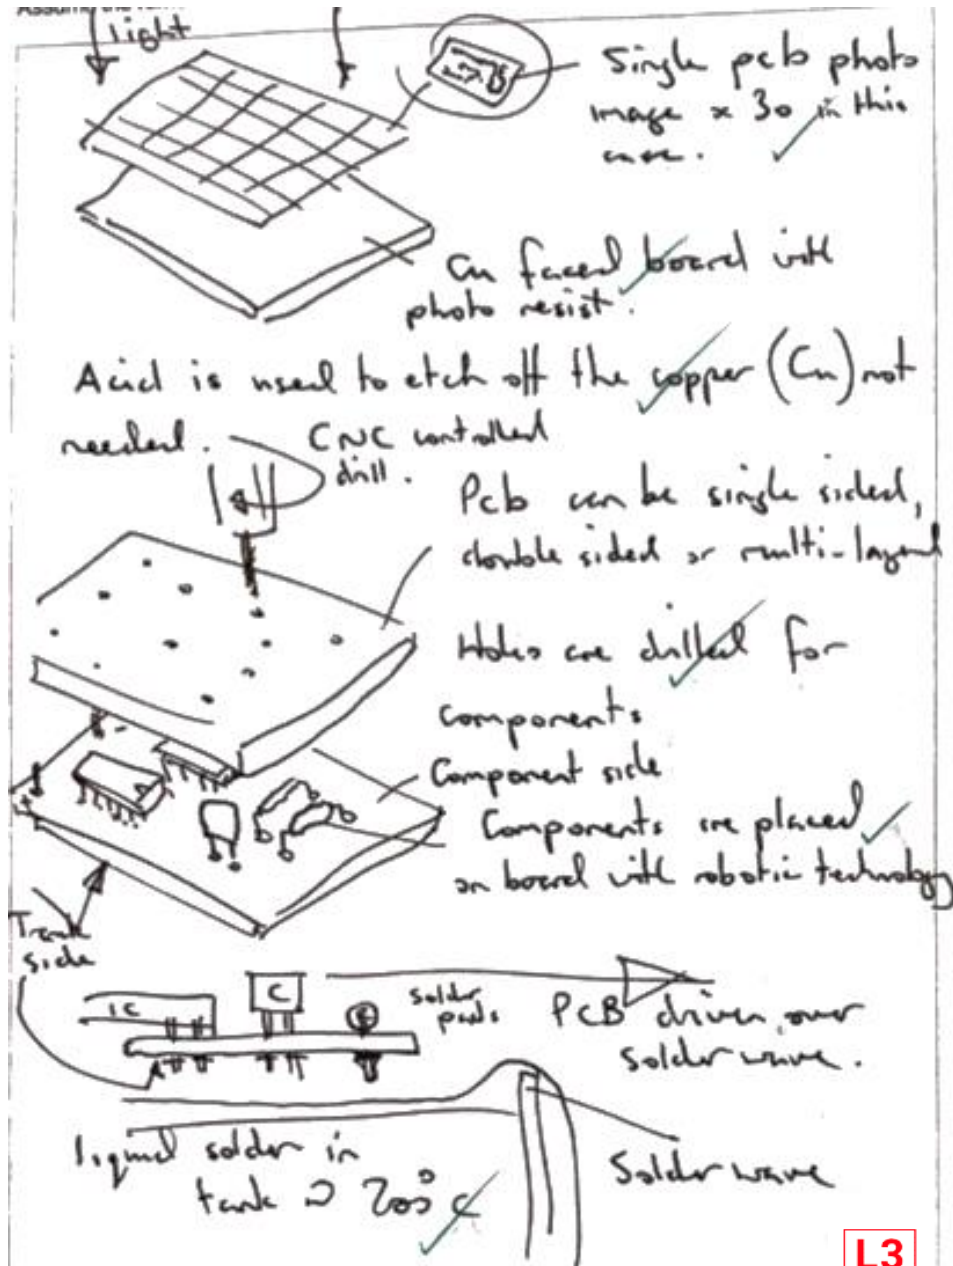 light
Single pcb photo
image x 30 in this
case.
Cu faced board with
photo resist.
Acid is used to etch off the copper (Cu) not
needed.
CNC controlled
drill.
Pcb can be single sided,
double sided or multi-layered
Holes are drilled for
components
Component side
Components are placed
on board with robotic technology
Track
side
IC
C
solder
pads
PCB driven over
solder wave.
liquid solder in
tank 200°C
Solder wave
L3